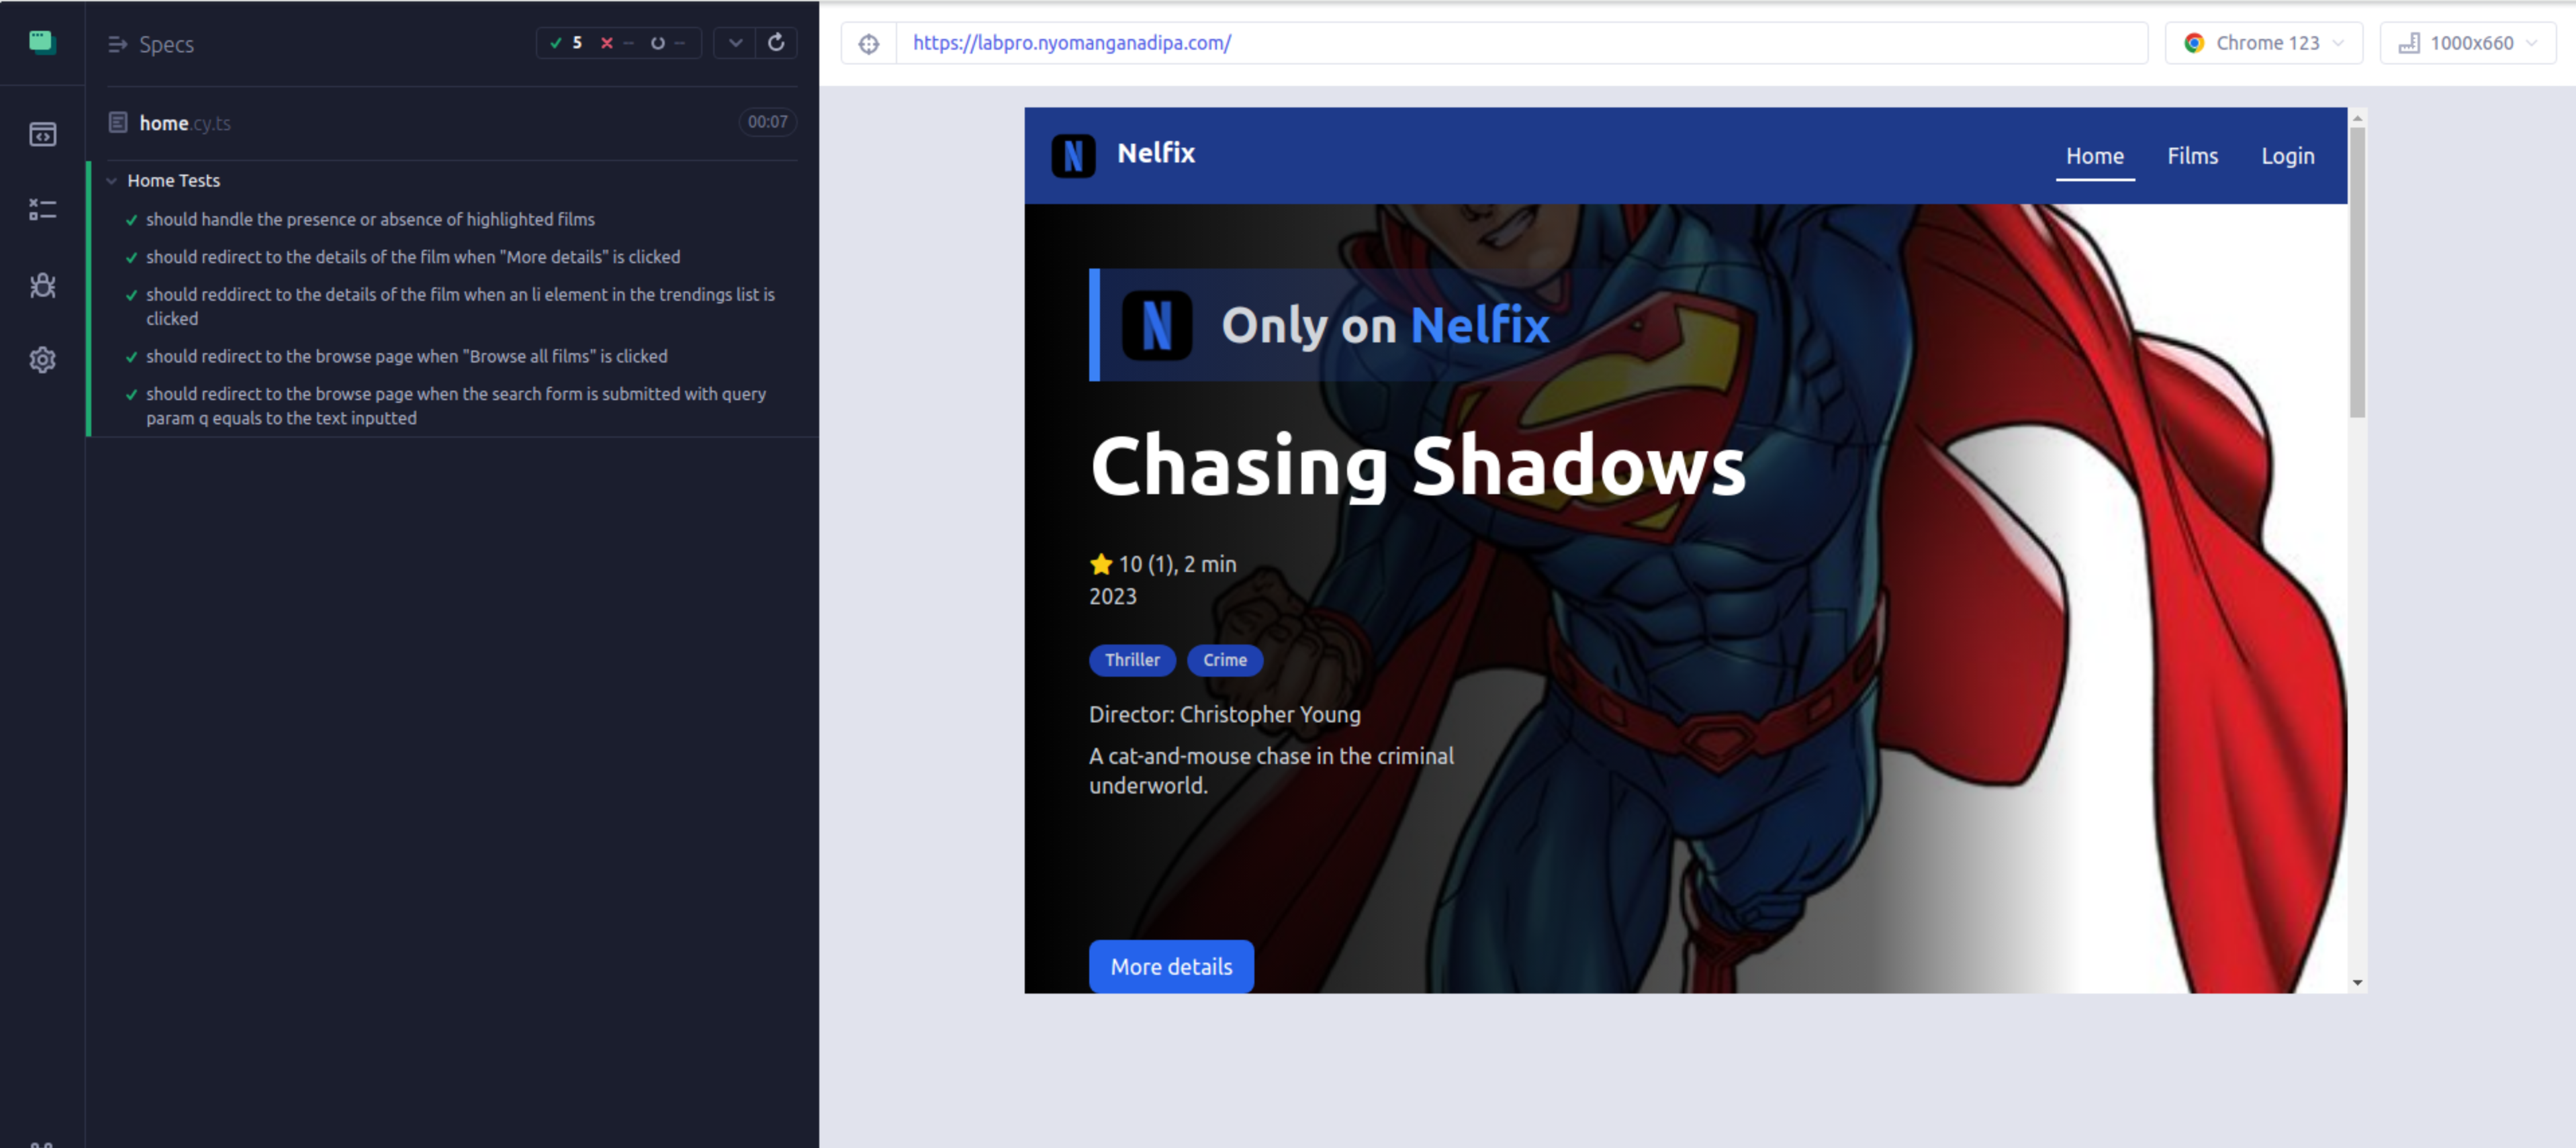 Specs
5 -- --
home.cy.ts
00:07
Home Tests
should handle the presence or absence of highlighted films
should redirect to the details of the film when "More details" is clicked
should reddirect to the details of the film when an li element in the trendings list is
clicked
should redirect to the browse page when "Browse all films" is clicked
should redirect to the browse page when the search form is submitted with query
param q equals to the text inputted
https://labpro.nyomanganadipa.com/
Chrome 123
1000x660
N Nelfix
Home Films Login
N Only on Nelfix
Chasing Shadows
10 (1), 2 min
2023
Thriller Crime
Director: Christopher Young
A cat-and-mouse chase in the criminal
underworld.
More details